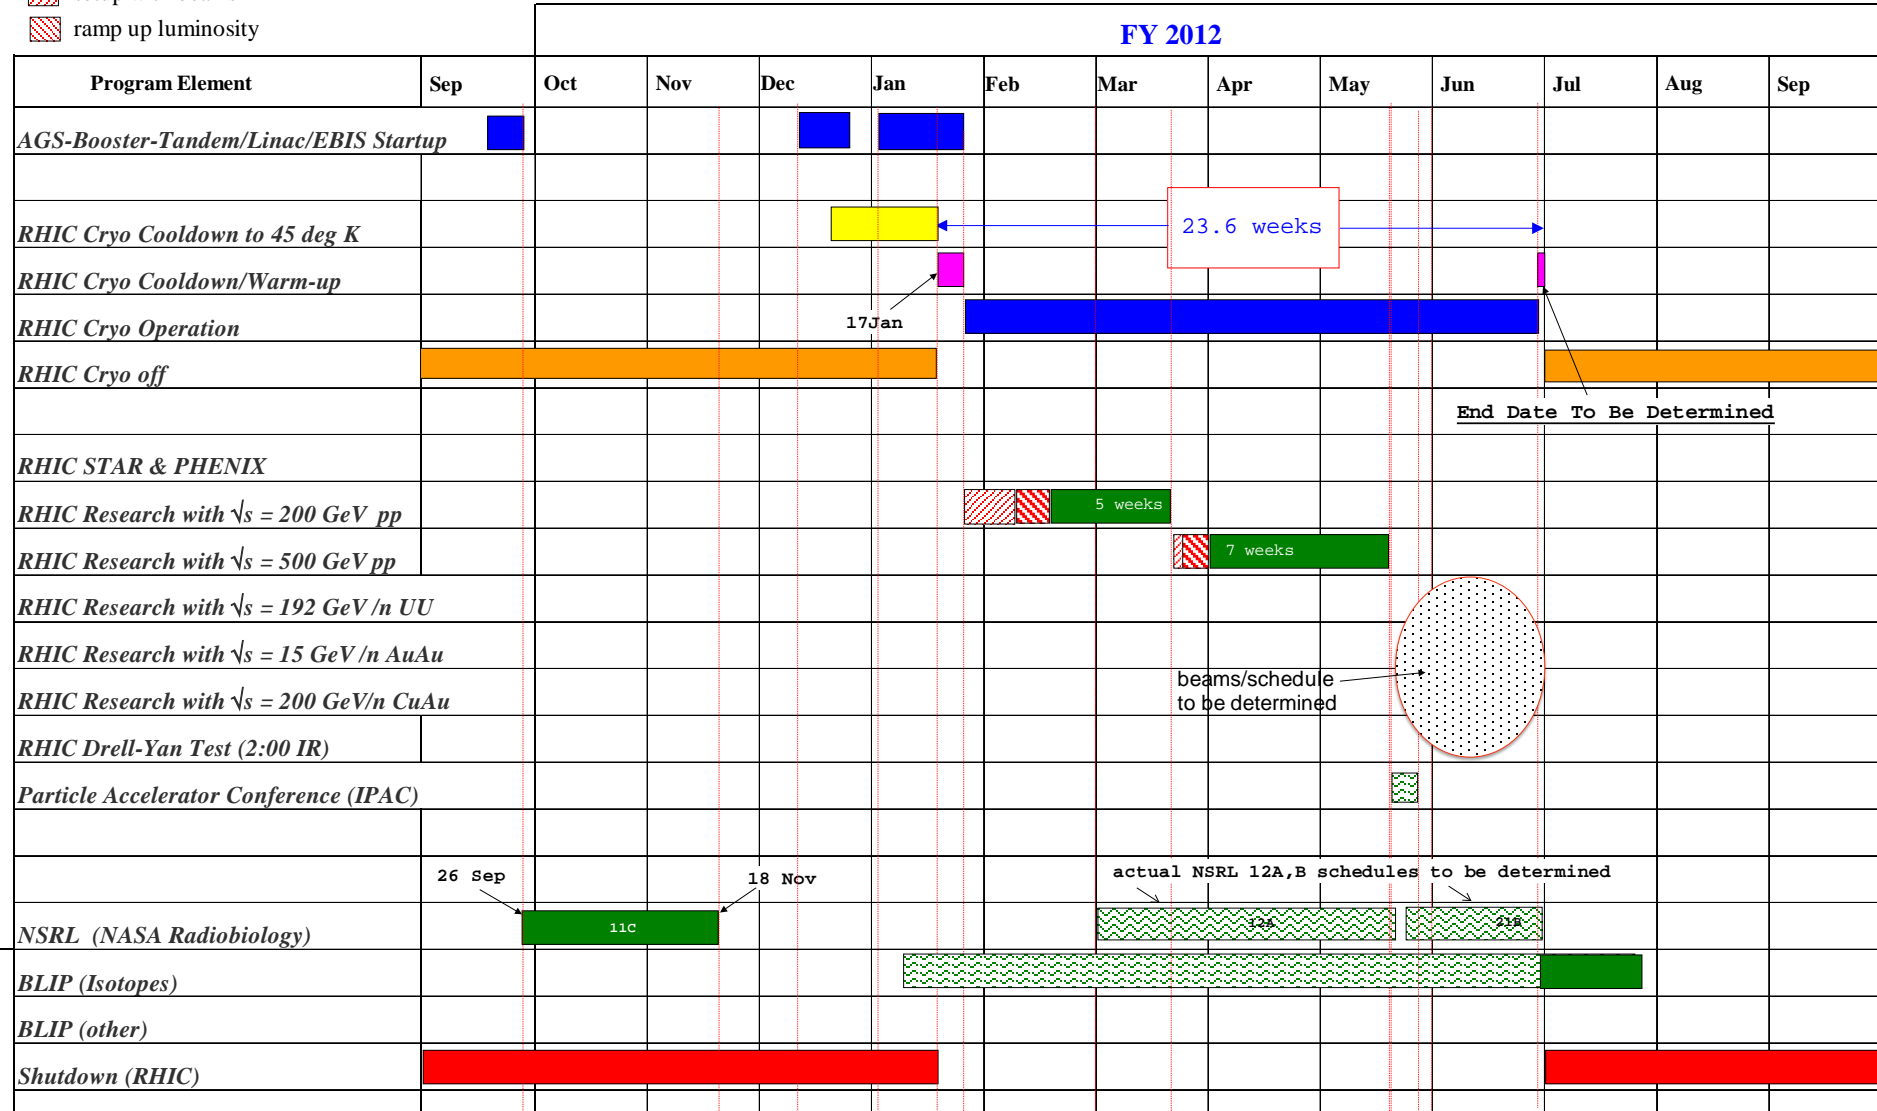 ramp up luminosity
FY 2012
Program Element Sep Oct Nov Dec Jan Feb Mar Apr May Jun Jul Aug Sep
AGS-Booster-Tandem/Linac/EBIS Startup
RHIC Cryo Cooldown to 45 deg K
23.6 weeks
RHIC Cryo Cooldown/Warm-up
17Jan
RHIC Cryo Operation
RHIC Cryo off
End Date To Be Determined
RHIC STAR & PHENIX
RHIC Research with √s = 200 GeV pp
5 weeks
RHIC Research with √s = 500 GeV pp
7 weeks
RHIC Research with √s = 192 GeV /n UU
RHIC Research with √s = 15 GeV /n AuAu
beams/schedule
to be determined
RHIC Research with √s = 200 GeV/n CuAu
RHIC Drell-Yan Test (2:00 IR)
Particle Accelerator Conference (IPAC)
26 Sep
18 Nov
actual NSRL 12A,B schedules to be determined
NSRL (NASA Radiobiology)
11C
12A
21B
BLIP (Isotopes)
BLIP (other)
Shutdown (RHIC)